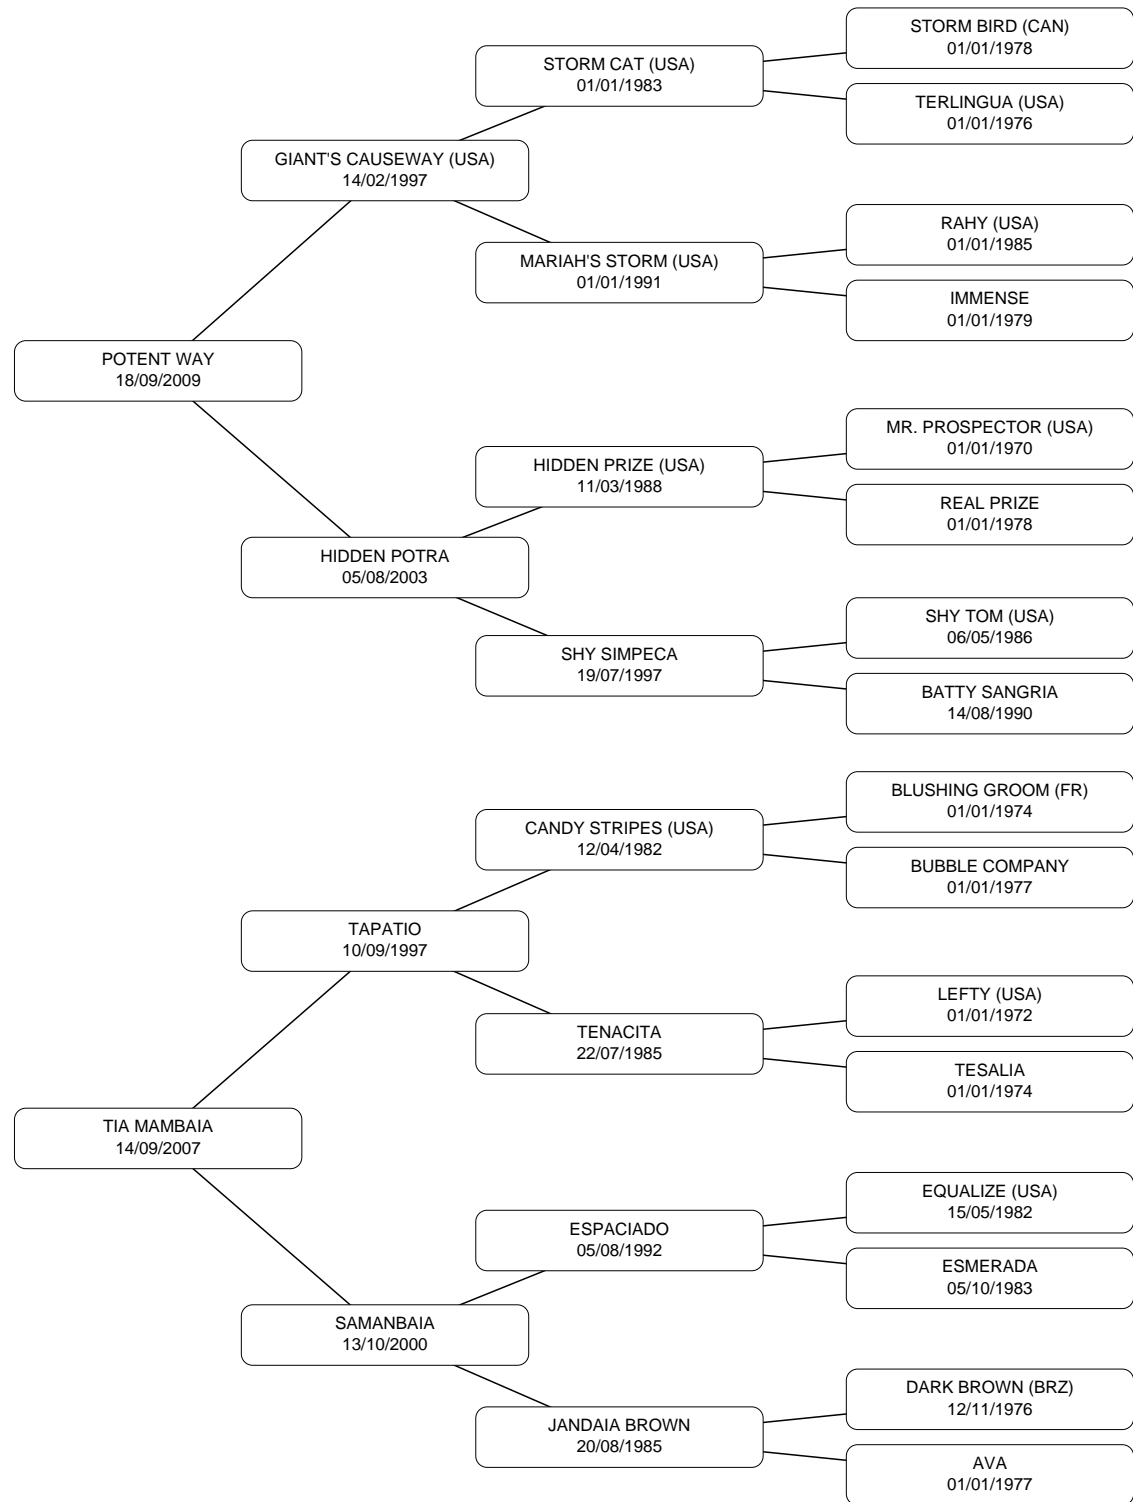 STORM BIRD (CAN)
01/01/1978
STORM CAT (USA)
01/01/1983
TERLINGUA (USA)
01/01/1976
GIANT'S CAUSEWAY (USA)
14/02/1997
RAHY (USA)
01/01/1985
MARIAH'S STORM (USA)
01/01/1991
IMMENSE
01/01/1979
POTENT WAY
18/09/2009
MR. PROSPECTOR (USA)
01/01/1970
HIDDEN PRIZE (USA)
11/03/1988
REAL PRIZE
01/01/1978
HIDDEN POTRA
05/08/2003
SHY TOM (USA)
06/05/1986
SHY SIMPECA
19/07/1997
BATTY SANGRIA
14/08/1990
BLUSHING GROOM (FR)
01/01/1974
CANDY STRIPES (USA)
12/04/1982
BUBBLE COMPANY
01/01/1977
TAPATIO
10/09/1997
LEFTY (USA)
01/01/1972
TENACITA
22/07/1985
TESALIA
01/01/1974
TIA MAMBAIA
14/09/2007
EQUALIZE (USA)
15/05/1982
ESPACIADO
05/08/1992
ESMERADA
05/10/1983
SAMANBAIA
13/10/2000
DARK BROWN (BRZ)
12/11/1976
JANDAIA BROWN
20/08/1985
AVA
01/01/1977